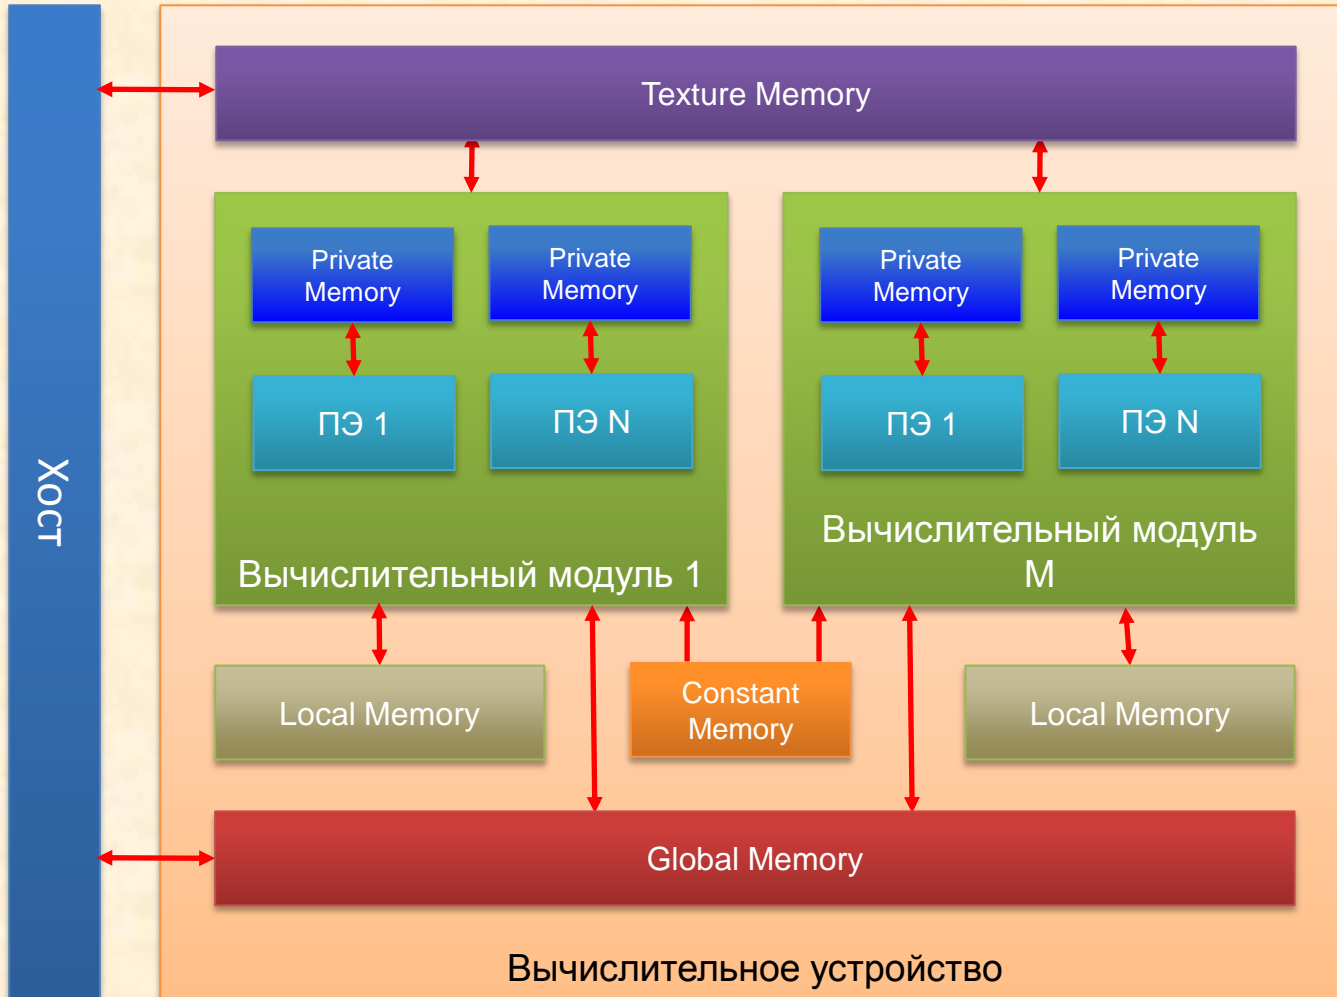 Хост
Texture Memory
Private
Memory
Private
Memory
ПЭ 1
ПЭ N
Вычислительный модуль 1
Private
Memory
Private
Memory
ПЭ 1
ПЭ N
Вычислительный модуль
M
Local Memory
Constant
Memory
Local Memory
Global Memory
Вычислительное устройство